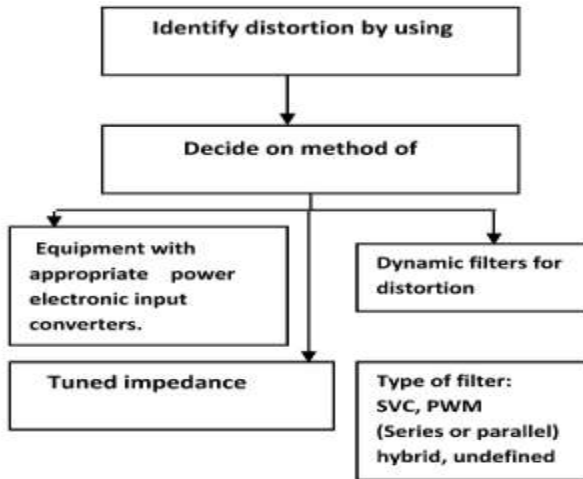 Identify distortion by using
Decide on method of
Equipment with
appropriate power
electronic input
converters.
Dynamic filters for
distortion
Tuned impedance
Type of filter:
SVC, PWM
(Series or parallel)
hybrid, undefined